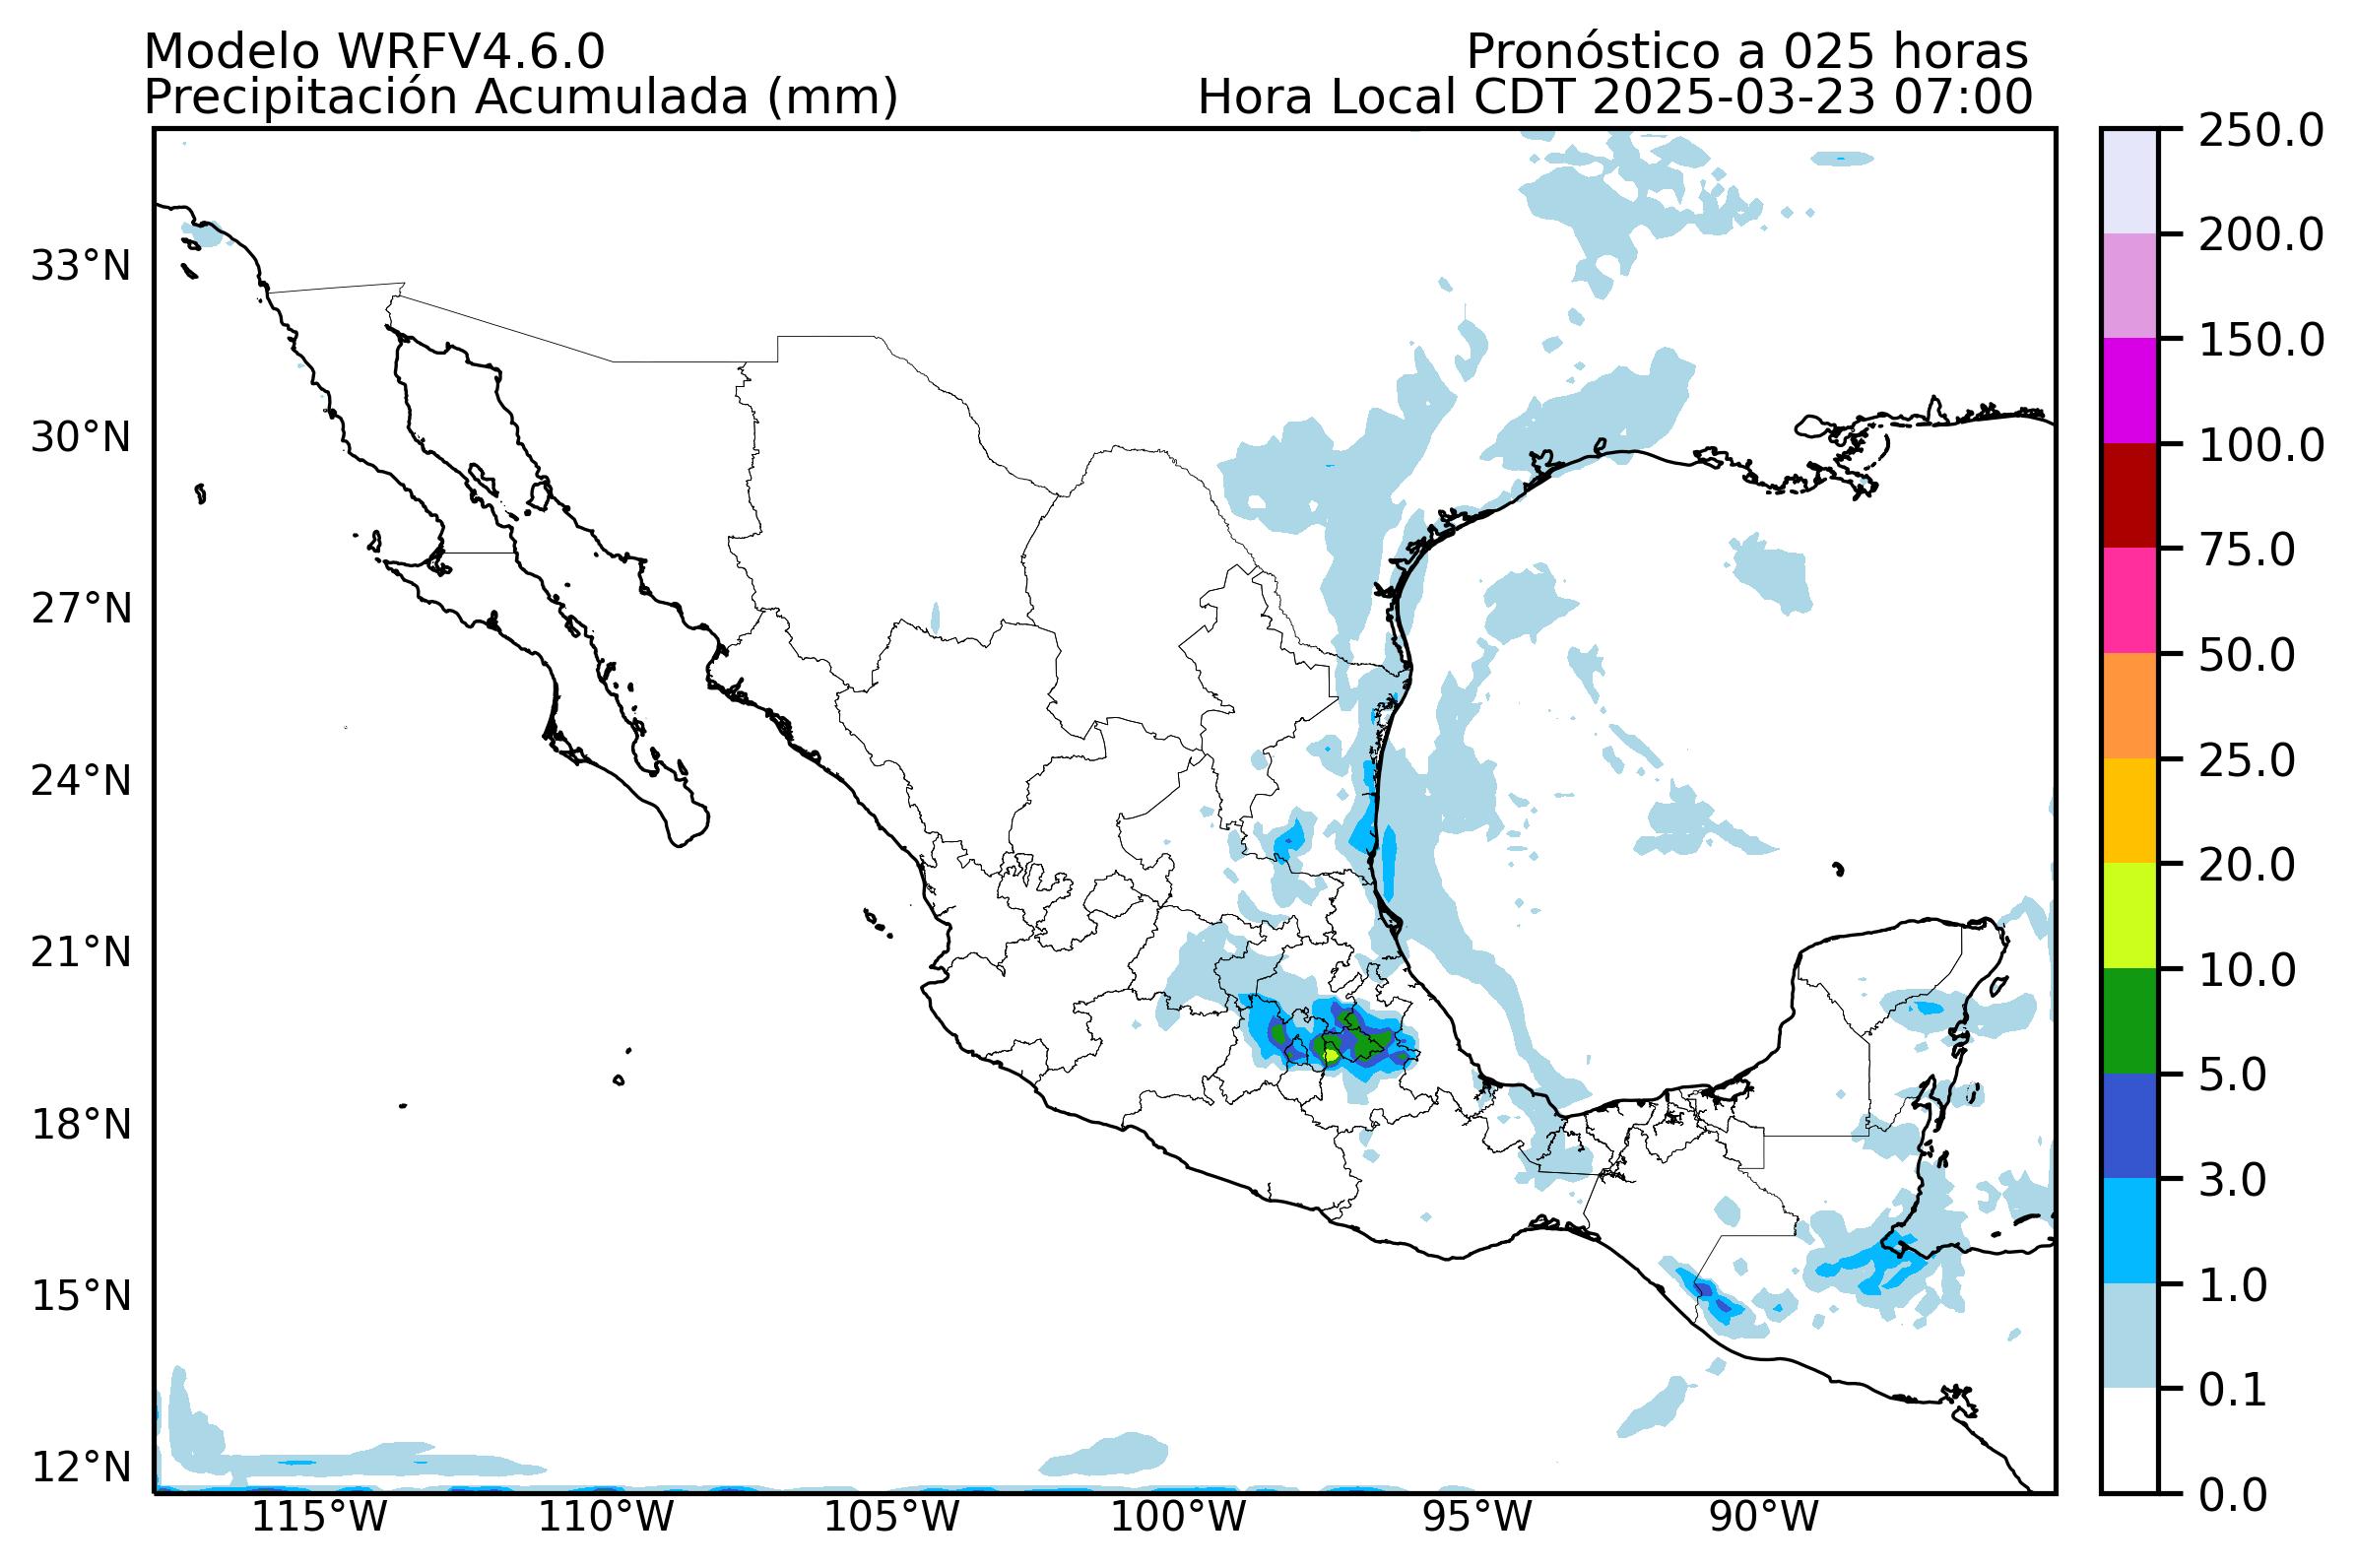 Modelo WRFV4.6.0
Pronóstico a 025 horas
Precipitación Acumulada (mm)
Hora Local CDT 2025-03-23 07:00
250.0
200.0
150.0
100.0
75.0
50.0
25.0
20.0
10.0
5.0
3.0
1.0
0.1
0.0
33°N
30°N
27°N
24°N
21°N
18°N
15°N
12°N
115°W
110°W
105°W
100°W
95°W
90°W